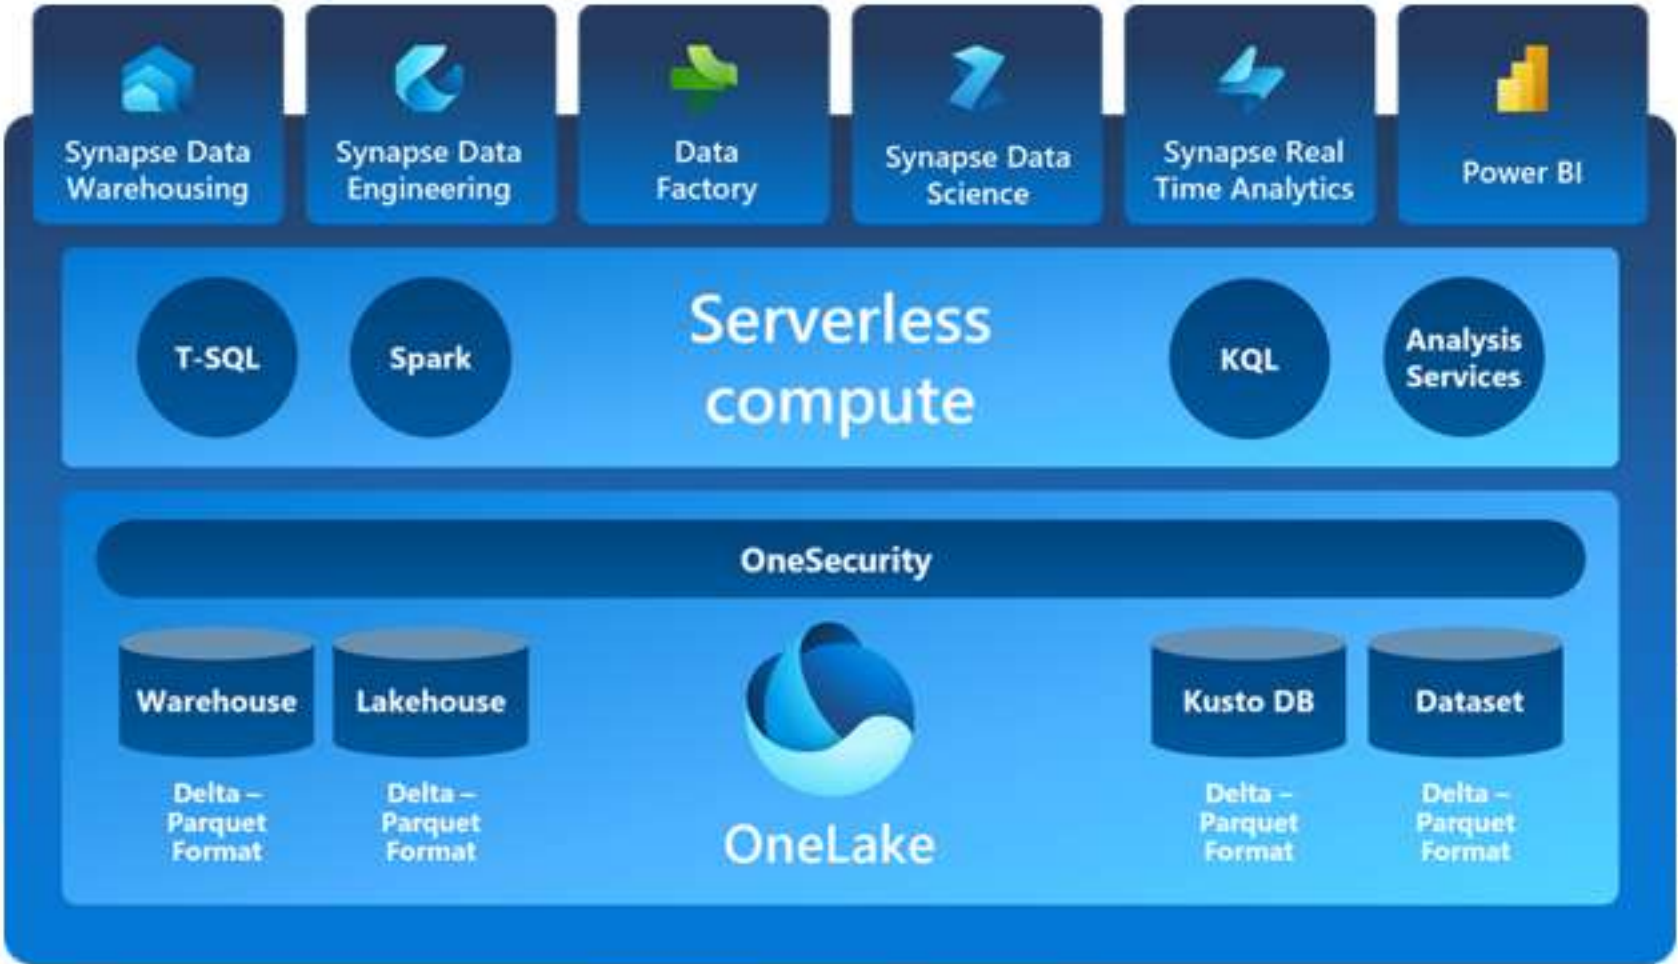 Synapse Data
Warehousing
Synapse Data
Engineering
Data
Factory
Synapse Data
Science
Synapse Real
Time Analytics
Power BI
T-SQL
Spark
Serverless
compute
KQL
Analysis
Services
OneSecurity
Warehouse
Lakehouse
Kusto DB
Dataset
Delta –
Parquet
Format
Delta –
Parquet
Format
OneLake
Delta –
Parquet
Format
Delta –
Parquet
Format